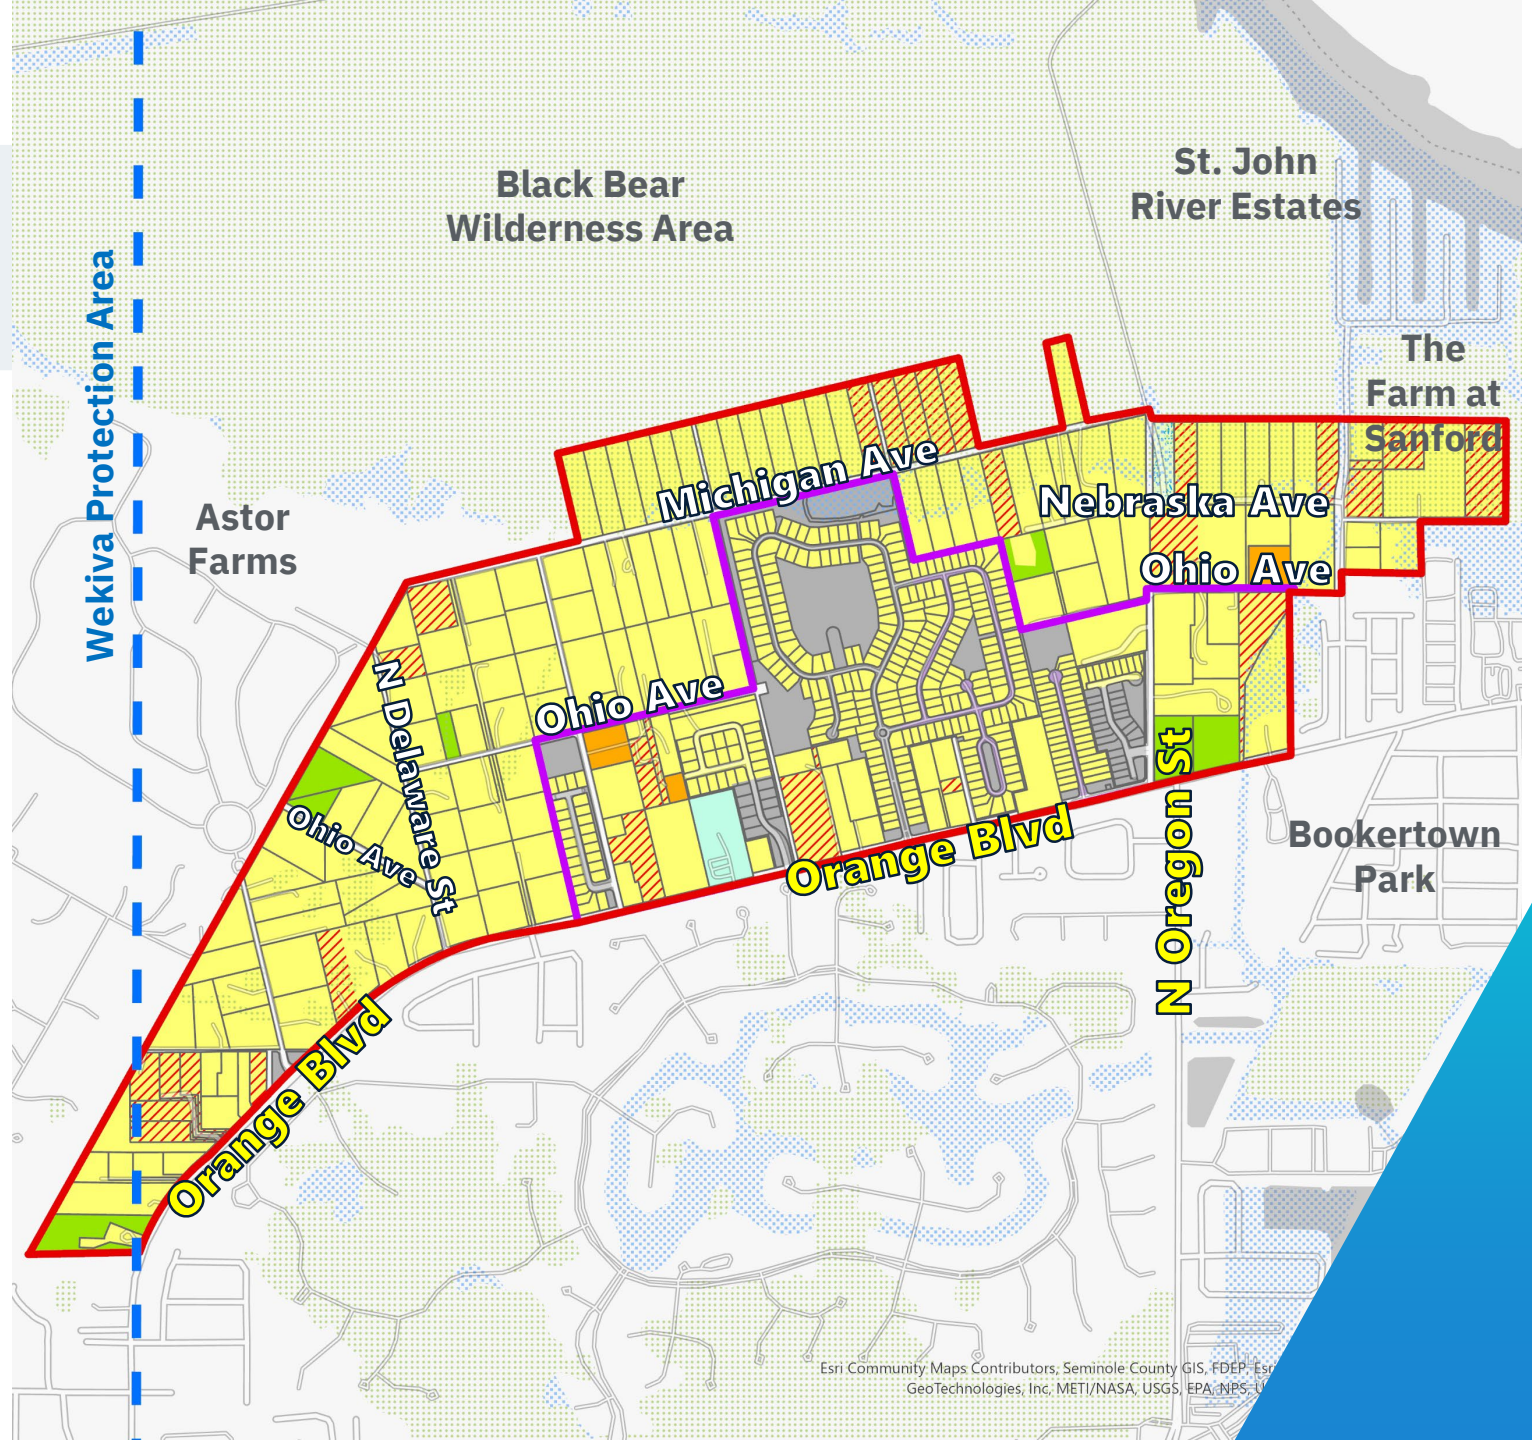 Black Bear
Wilderness Area
St. John
River Estates
Wekiva Protection Area
The
Farm at
Sanford
Astor
Farms
Michigan Ave
Nebraska Ave
Ohio Ave
N Delaware St
Ohio Ave
Ohio Ave
Orange Blvd
N Oregon St
Bookertown
Park
Orange Blvd
Esri Community Maps Contributors, Seminole County GIS, FDEP,
GeoTechnologies, Inc, METI/NASA, USGS, EPA, NPS,